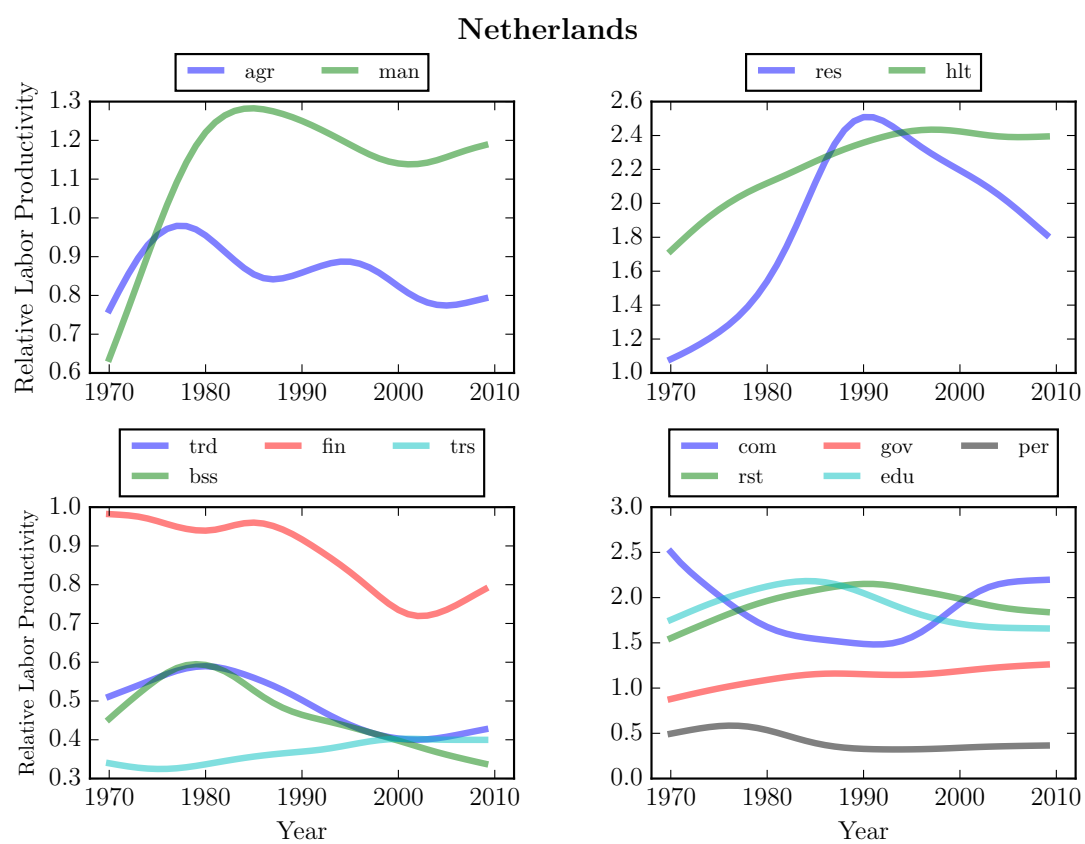 Netherlands
agr man
res hlt
Relative Labor Productivity
1.3
1.2
1.1
1.0
0.9
0.8
0.7
0.6
1970 1980 1990 2000 2010
2.6
2.4
2.2
2.0
1.8
1.6
1.4
1.2
1.0
1970 1980 1990 2000 2010
trd fin trs
bss
com gov per
rst edu
Relative Labor Productivity
1.0
0.9
0.8
0.7
0.6
0.5
0.4
0.3
1970 1980 1990 2000 2010
Year
3.0
2.5
2.0
1.5
1.0
0.5
0.0
1970 1980 1990 2000 2010
Year